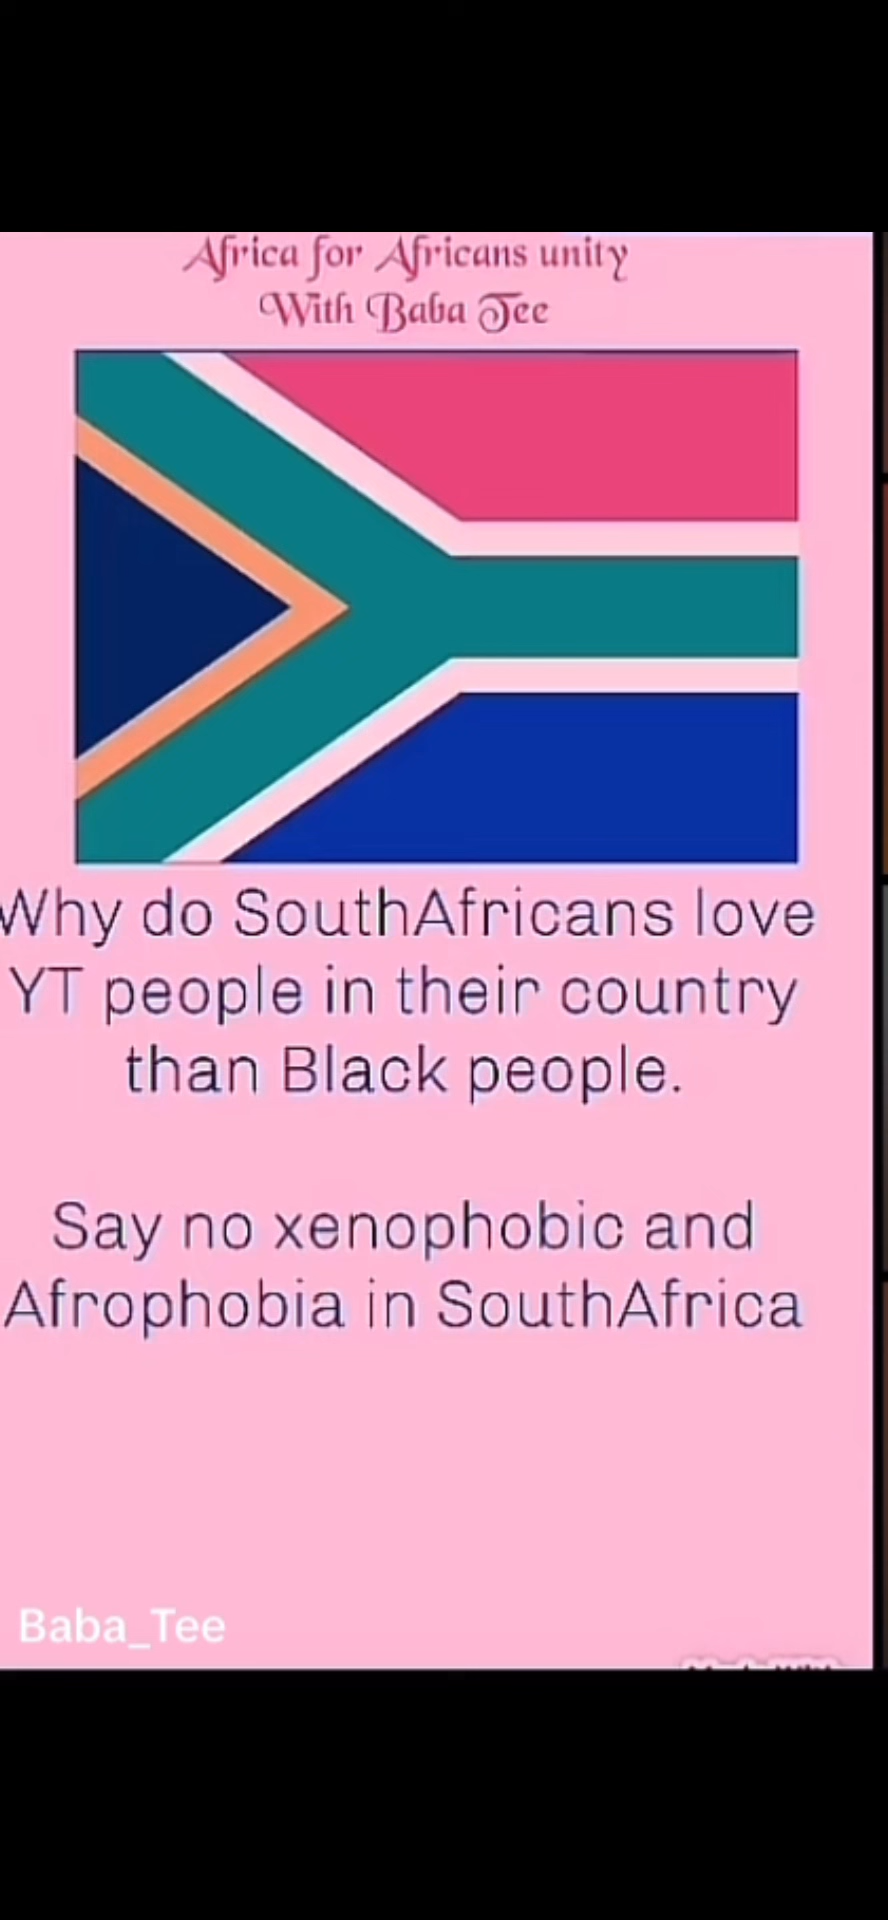 Africa for Africans unity
With Baba Tee
Why do SouthAfricans love
YT people in their country
than Black people.
Say no xenophobic and
Afrophobia in SouthAfrica
Baba_Tee